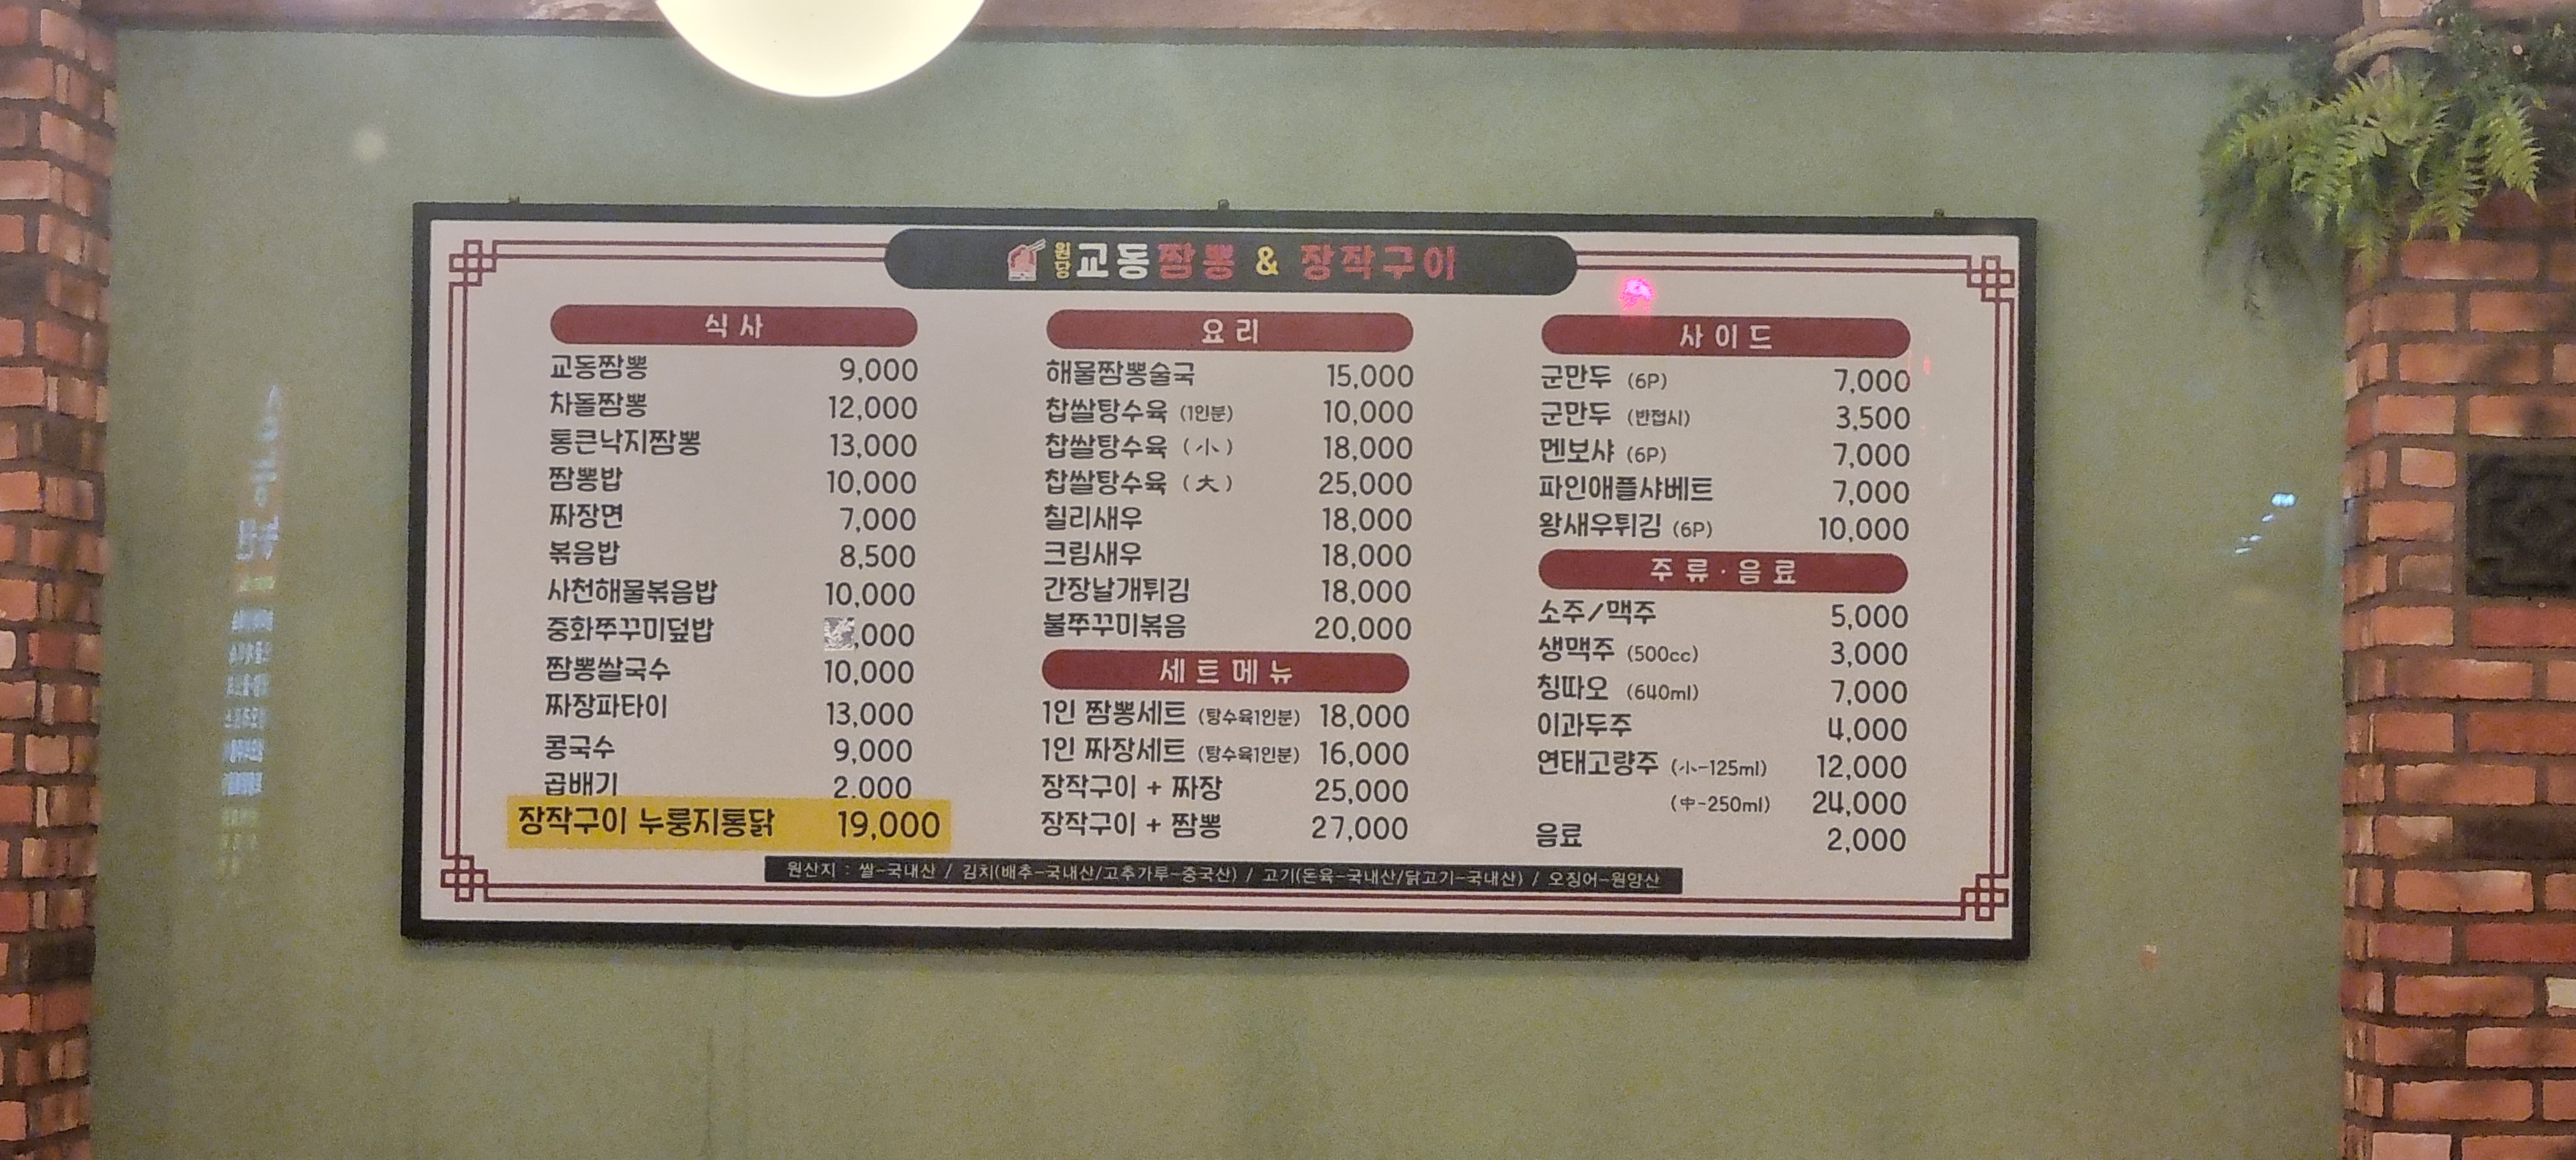 원당 교동짬뽕 & 장작구이
식사
교동짬뽕 9,000
차돌짬뽕 12,000
통큰낙지짬뽕 13,000
짬뽕밥 10,000
짜장면 7,000
볶음밥 8,500
사천해물볶음밥 10,000
중화쭈꾸미덮밥 ,000
짬뽕쌀국수 10,000
짜장파타이 13,000
콩국수 9,000
곱배기 2,000
장작구이 누룽지통닭 19,000
요리
해물짬뽕술국 15,000
찹쌀탕수육 (1인분) 10,000
찹쌀탕수육 (小) 18,000
찹쌀탕수육 (大) 25,000
칠리새우 18,000
크림새우 18,000
간장날개튀김 18,000
불쭈꾸미볶음 20,000
세트메뉴
1인 짬뽕세트 (탕수육1인분) 18,000
1인 짜장세트 (탕수육1인분) 16,000
장작구이 + 짜장 25,000
장작구이 + 짬뽕 27,000
사이드
군만두 (6P) 7,000
군만두 (반접시) 3,500
멘보샤 (6P) 7,000
파인애플샤베트 7,000
왕새우튀김 (6P) 10,000
주류·음료
소주/맥주 5,000
생맥주 (500cc) 3,000
칭따오 (640ml) 7,000
이과두주 4,000
연태고량주 (小-125ml) 12,000
(中-250ml) 24,000
음료 2,000
원산지 : 쌀-국내산 / 김치(배추-국내산/고추가루-중국산) / 고기(돈육-국내산/닭고기-국내산) / 오징어-원양산